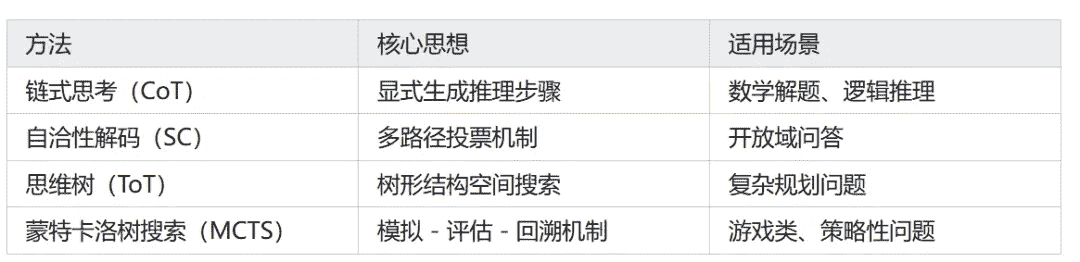 方法 核心思想 适用场景
链式思考（CoT） 显式生成推理步骤 数学解题、逻辑推理
自洽性解码（SC） 多路径投票机制 开放域问答
思维树（ToT） 树形结构空间搜索 复杂规划问题
蒙特卡洛树搜索（MCTS） 模拟 - 评估 - 回溯机制 游戏类、策略性问题